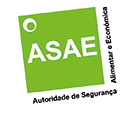 ASAE
Autoridade de Segurança
Alimentar e Económica